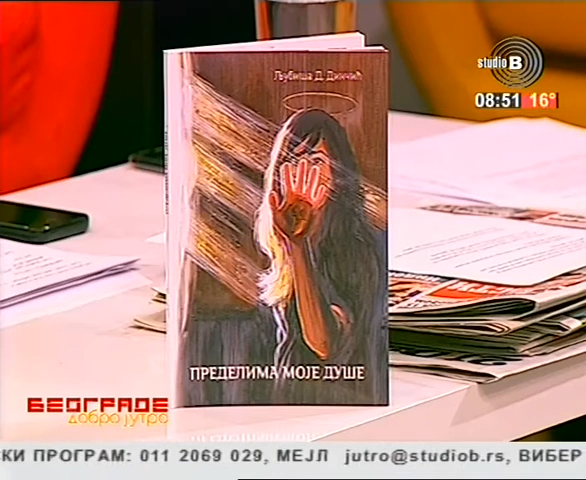 Љубиша Д. Динчић
studio B
08:51 16°
ПРЕДЕЛИМА МОЈЕ ДУШЕ
БЕОГРАДЕ
добро јутро
КИ ПРОГРАМ: 011 2069 029, МЕЈЛ jutro@studiob.rs, ВИБЕР